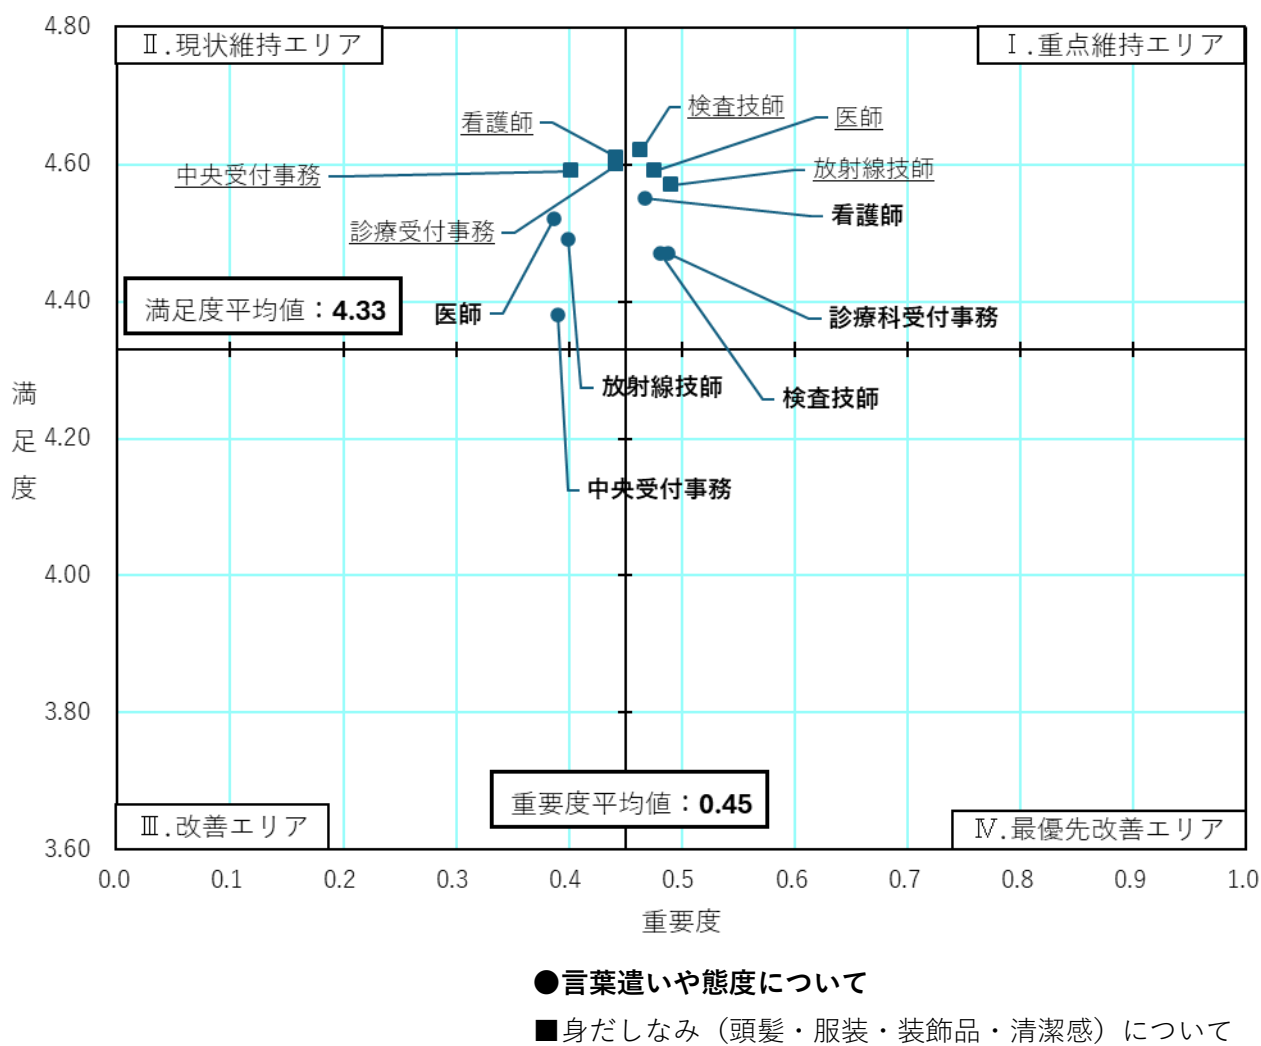 4.80
Ⅱ.現状維持エリア
Ⅰ.重点維持エリア
検査技師
看護師
医師
4.60
中央受付事務
放射線技師
看護師
診療受付事務
4.40
満足度平均値：4.33
医師
診療科受付事務
放射線技師
検査技師
満足度
4.20
中央受付事務
4.00
3.80
重要度平均値：0.45
Ⅲ.改善エリア
Ⅳ.最優先改善エリア
3.60
0.0 0.1 0.2 0.3 0.4 0.5 0.6 0.7 0.8 0.9 1.0
重要度
●言葉遣いや態度について
■身だしなみ（頭髪・服装・装飾品・清潔感）について